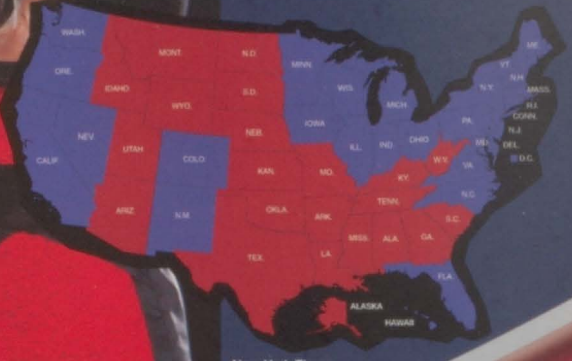 WASH.
MONT.
N.D.
MINN.
ME.
ORE.
IDAHO
S.D.
WIS.
MICH.
VT.
N.H.
N.Y.
MASS.
R.I.
CONN.
WYO.
IOWA
PA.
N.J.
NEV.
NEB.
ILL.
IND.
OHIO
MD.
DEL.
CALIF.
UTAH
COLO.
W.V.
VA.
D.C.
KAN.
MO.
KY.
N.C.
ARIZ.
N.M.
OKLA.
ARK.
TENN.
S.C.
TEX.
LA.
MISS.
ALA.
GA.
FLA.
ALASKA
HAWAII